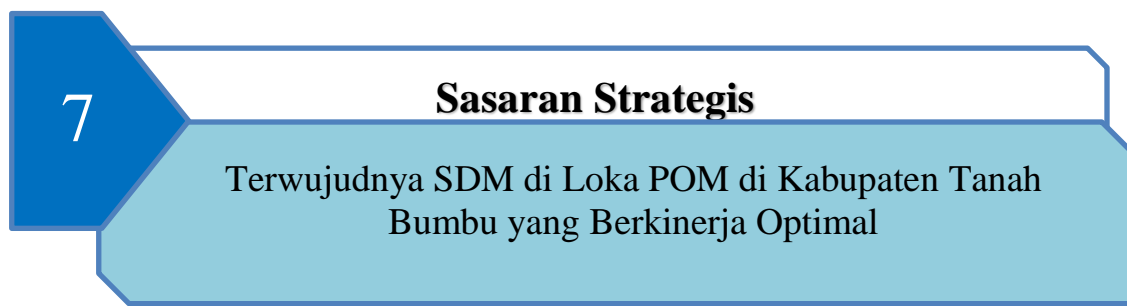 7
Sasaran Strategis
Terwujudnya SDM di Loka POM di Kabupaten Tanah
Bumbu yang Berkinerja Optimal